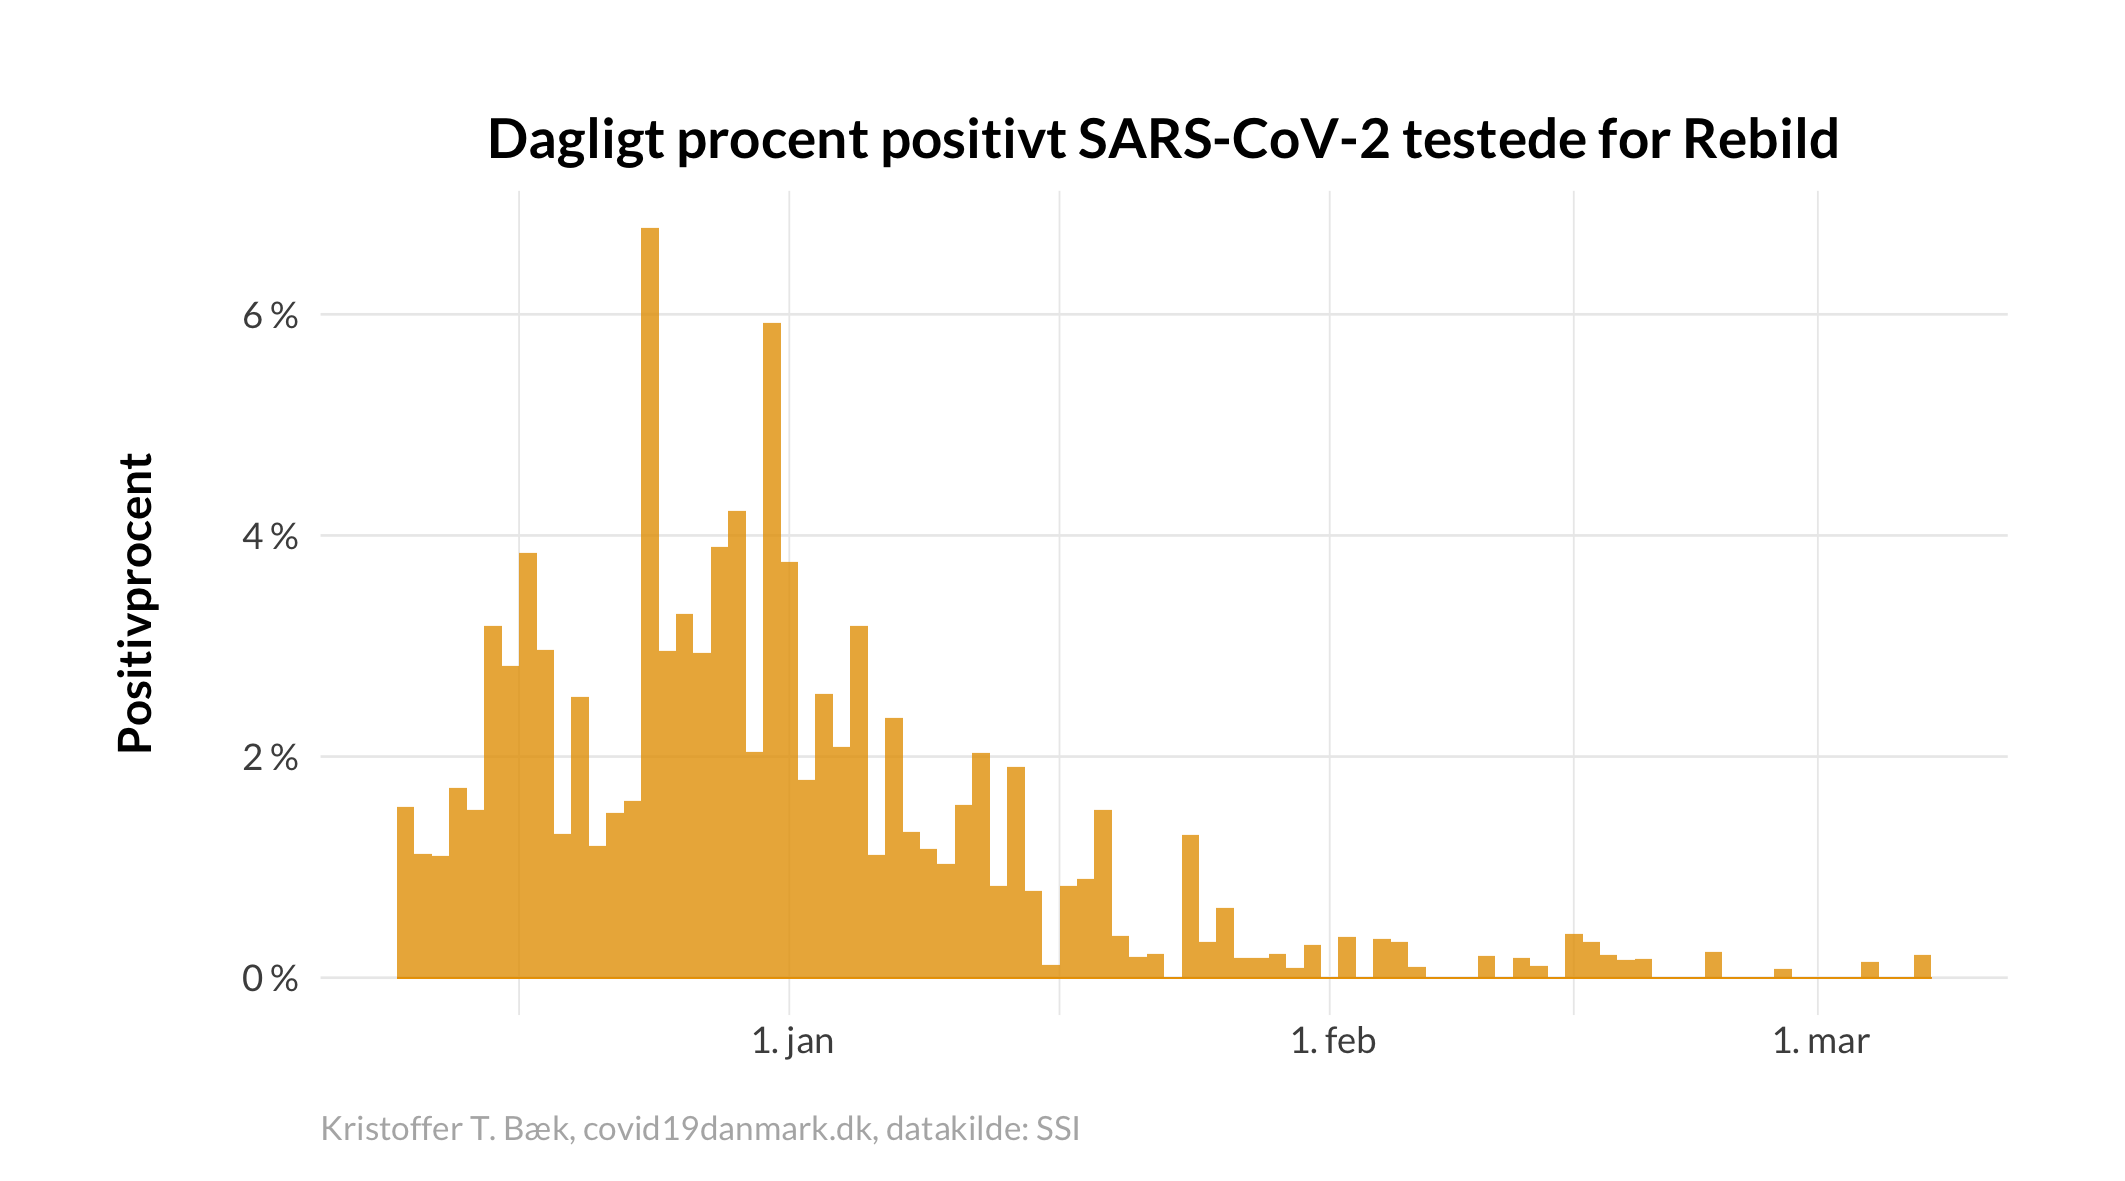 Dagligt procent positivt SARS-CoV-2 testede for Rebild
Positivprocent
6 %
4 %
2 %
0 %
1. jan
1. feb
1. mar
Kristoffer T. Bæk, covid19danmark.dk, datakilde: SSI